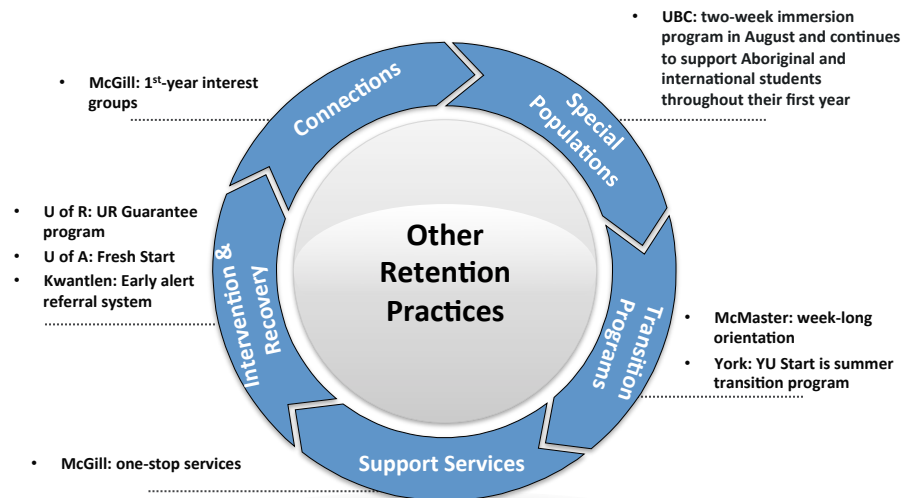 • UBC: two-week immersion
program in August and continues
to support Aboriginal and
international students
throughout their first year
• McGill: 1st-year interest
groups
Connections
Special
Populations
• U of R: UR Guarantee
program
• U of A: Fresh Start
• Kwantlen: Early alert
referral system
Intervention &
Recovery
Other
Retention
Practices
Transition
Programs
• McMaster: week-long
orientation
• York: YU Start is summer
transition program
• McGill: one-stop services
Support Services